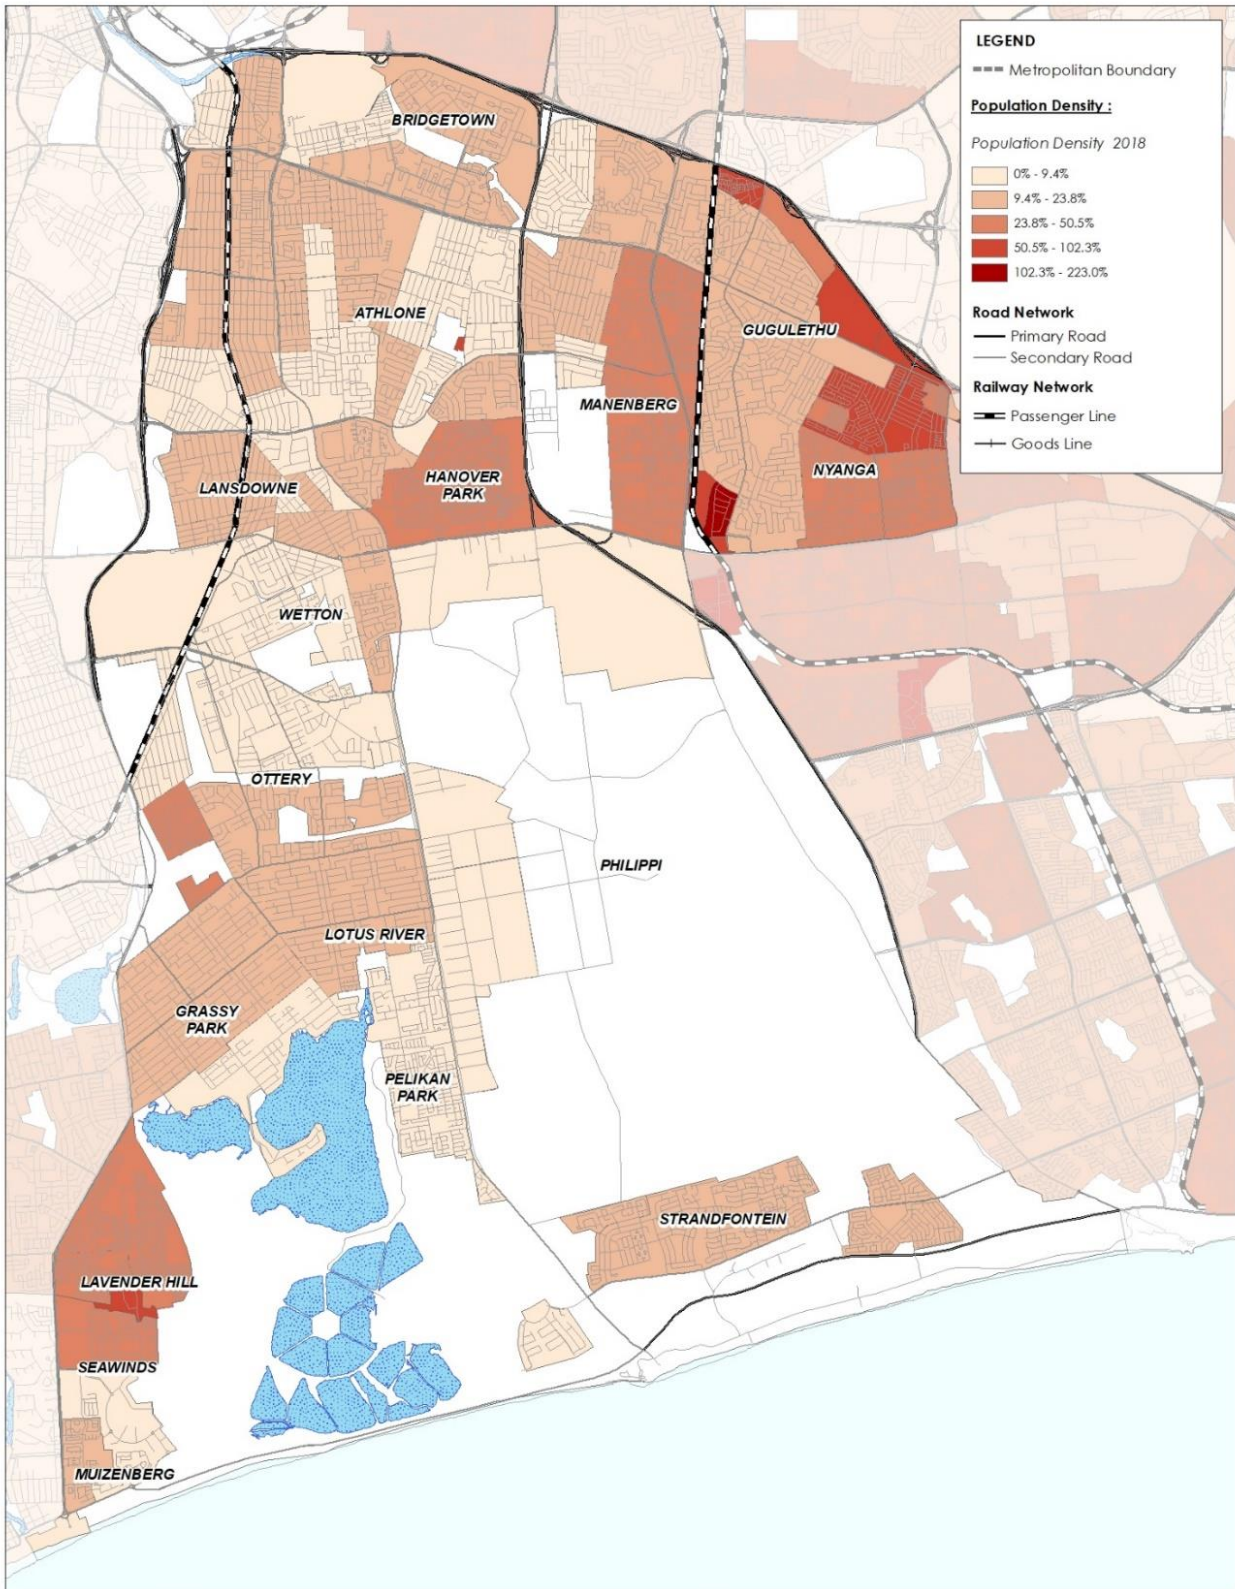 LEGEND
Metropolitan Boundary
Population Density :
Population Density 2018
0% - 9.4%
9.4% - 23.8%
23.8% - 50.5%
50.5% - 102.3%
102.3% - 223.0%
Road Network
Primary Road
Secondary Road
Railway Network
Passenger Line
Goods Line
BRIDGETOWN
ATHLONE
GUGULETHU
MANENBERG
LANSDOWNE
HANOVER
PARK
NYANGA
WETTON
OTTERY
PHILIPPI
LOTUS RIVER
GRASSY
PARK
PELIKAN
PARK
STRANDFONTEIN
LAVENDER HILL
SEAWINDS
MUIZENBERG